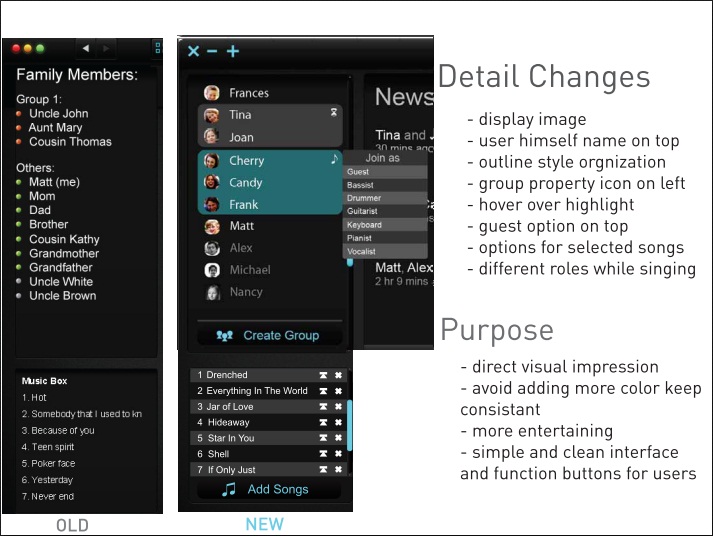 Family Members:
Group 1:
Uncle John
Aunt Mary
Cousin Thomas
Others:
Matt (me)
Mom
Dad
Brother
Cousin Kathy
Grandmother
Grandfather
Uncle White
Uncle Brown
Music Box
1. Hot
2. Somebody that I used to kn
3. Because of you
4. Teen spirit
5. Poker face
6. Yesterday
7. Never end
OLD
Frances
Tina
Joan
Cherry
Candy
Frank
Matt
Alex
Michael
Nancy
Create Group
Join as
Guest
Bassist
Drummer
Guitarist
Keyboard
Pianist
Vocalist
News
Tina and
30 mins ago
Matt, Alex
2 hr 9 mins
1 Drenched
2 Everything In The World
3 Jar of Love
4 Hideaway
5 Star In You
6 Shell
7 If Only Just
Add Songs
NEW
Detail Changes
- display image
- user himself name on top
- outline style orgnization
- group property icon on left
- hover over highlight
- guest option on top
- options for selected songs
- different roles while singing
Purpose
- direct visual impression
- avoid adding more color keep
consistant
- more entertaining
- simple and clean interface
and function buttons for users